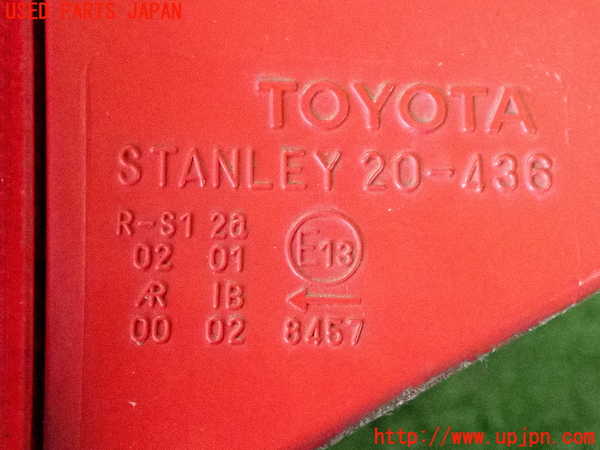 USED PARTS JAPAN
TOYOTA
STANLEY 20-436
R-S1 2a
02 01
AR IB
00 02
E13
8457
http://www.upjpn.com/